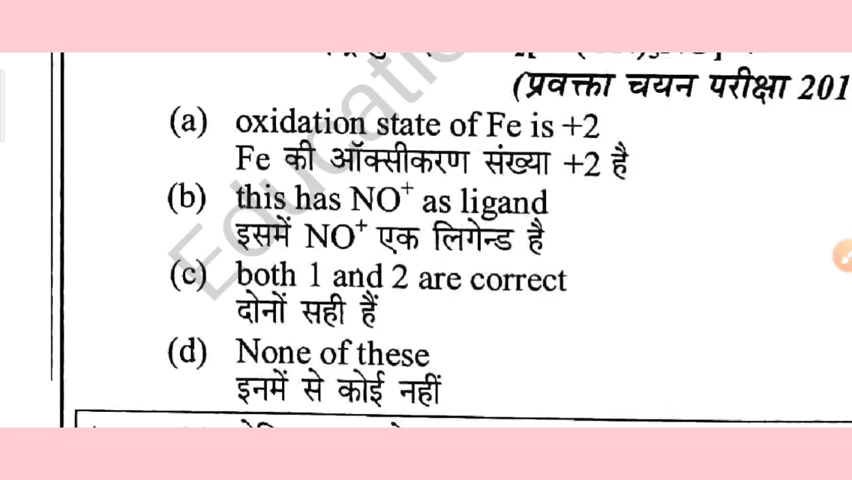 (प्रवक्ता चयन परीक्षा 201
(a) oxidation state of Fe is +2
Fe की ऑक्सीकरण संख्या +2 है
(b) this has NO⁺ as ligand
इसमें NO⁺ एक लिगेन्ड है
(c) both 1 and 2 are correct
दोनों सही हैं
(d) None of these
इनमें से कोई नहीं
Educatio